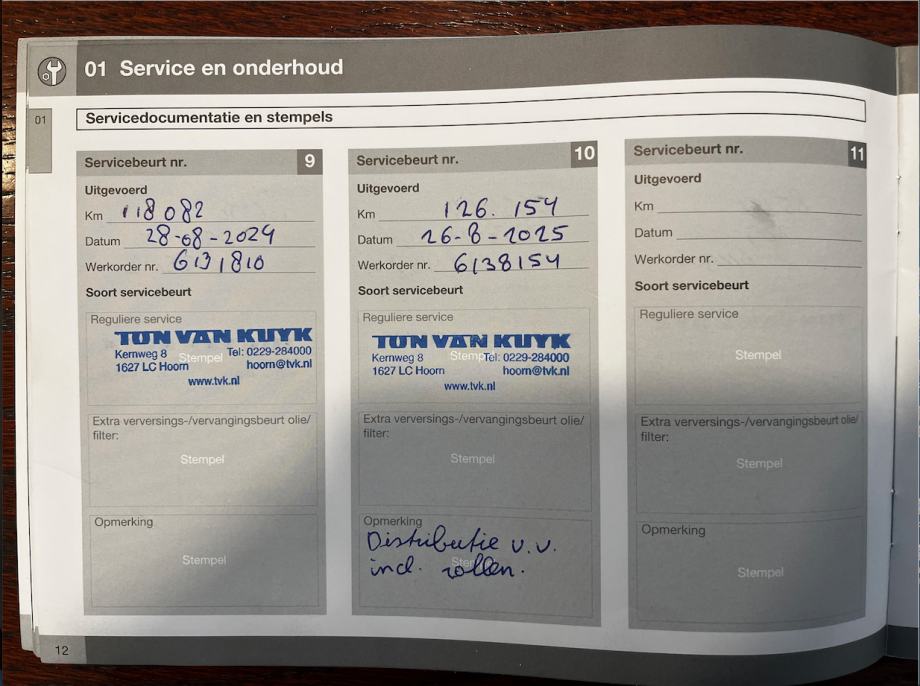 01 Service en onderhoud
01
Servicedocumentatie en stempels
Servicebeurt nr. 9
Uitgevoerd
Km 118 082
Datum 28-08-2024
Werkorder nr. 6131810
Soort servicebeurt
Reguliere service
TON VAN KUYK
Kernweg 8 Stempel Tel: 0229-284000
1627 LC Hoorn hoorn@tvk.nl
www.tvk.nl
Extra verversings-/vervangingsbeurt olie/
filter:
Stempel
Opmerking
Stempel
Servicebeurt nr. 10
Uitgevoerd
Km 126. 154
Datum 26-8-2025
Werkorder nr. 6138154
Soort servicebeurt
Reguliere service
TON VAN KUYK
Kernweg 8 Stempel Tel: 0229-284000
1627 LC Hoorn hoorn@tvk.nl
www.tvk.nl
Extra verversings-/vervangingsbeurt olie/
filter:
Stempel
Opmerking
Distributie v.v.
incl. rollen.
Servicebeurt nr. 11
Uitgevoerd
Km
Datum
Werkorder nr.
Soort servicebeurt
Reguliere service
Stempel
Extra verversings-/vervangingsbeurt olie/
filter:
Stempel
Opmerking
Stempel
12